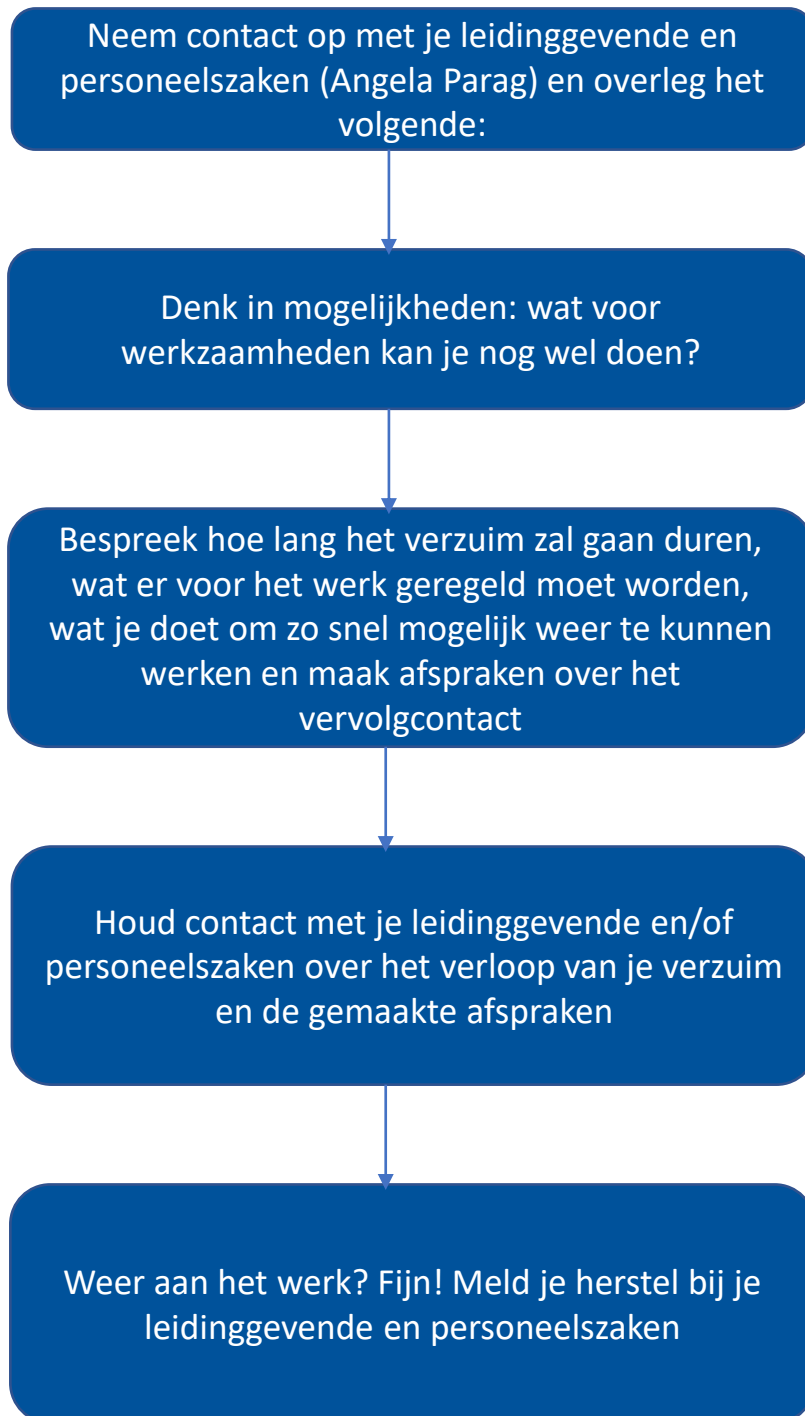 Neem contact op met je leidinggevende en
personeelszaken (Angela Parag) en overleg het
volgende:
Denk in mogelijkheden: wat voor
werkzaamheden kan je nog wel doen?
Bespreek hoe lang het verzuim zal gaan duren,
wat er voor het werk geregeld moet worden,
wat je doet om zo snel mogelijk weer te kunnen
werken en maak afspraken over het
vervolgcontact
Houd contact met je leidinggevende en/of
personeelszaken over het verloop van je verzuim
en de gemaakte afspraken
Weer aan het werk? Fijn! Meld je herstel bij je
leidinggevende en personeelszaken